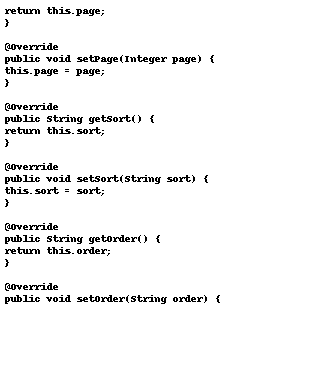 return this.page;
}
@Override
public void setPage(Integer page) {
this.page = page;
}
@Override
public String getSort() {
return this.sort;
}
@Override
public void setSort(String sort) {
this.sort = sort;
}
@Override
public String getOrder() {
return this.order;
}
@Override
public void setOrder(String order) {